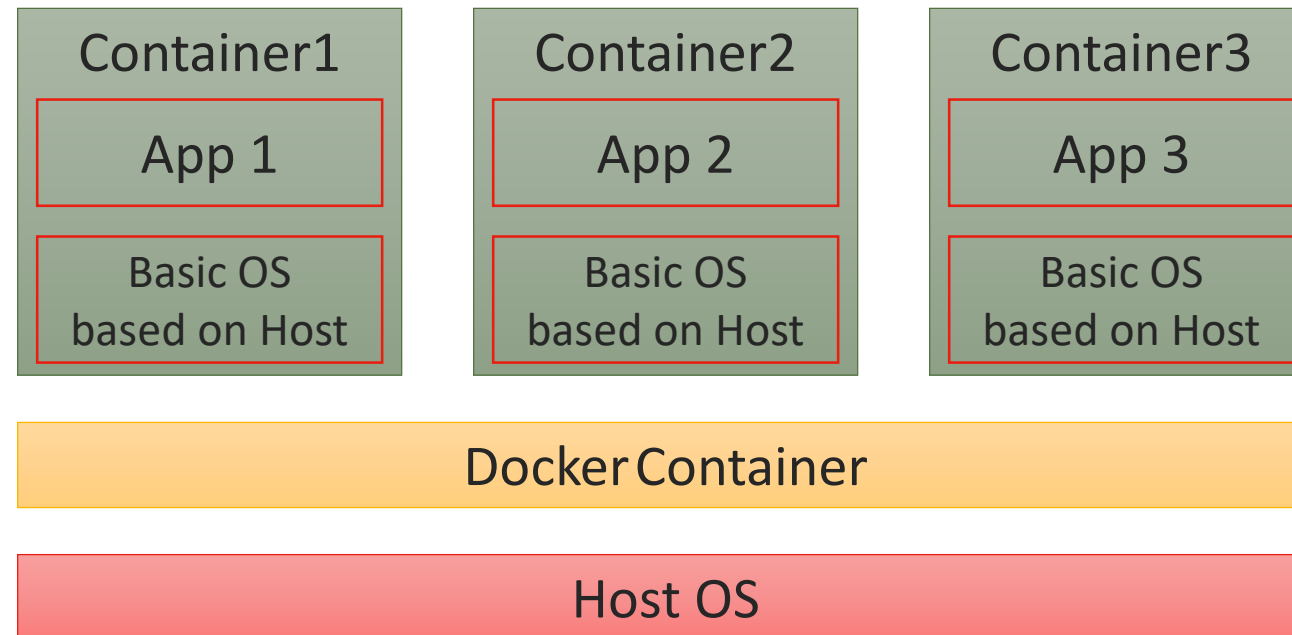 Container1
App 1
Basic OS
based on Host
Container2
App 2
Basic OS
based on Host
Container3
App 3
Basic OS
based on Host
Docker Container
Host OS